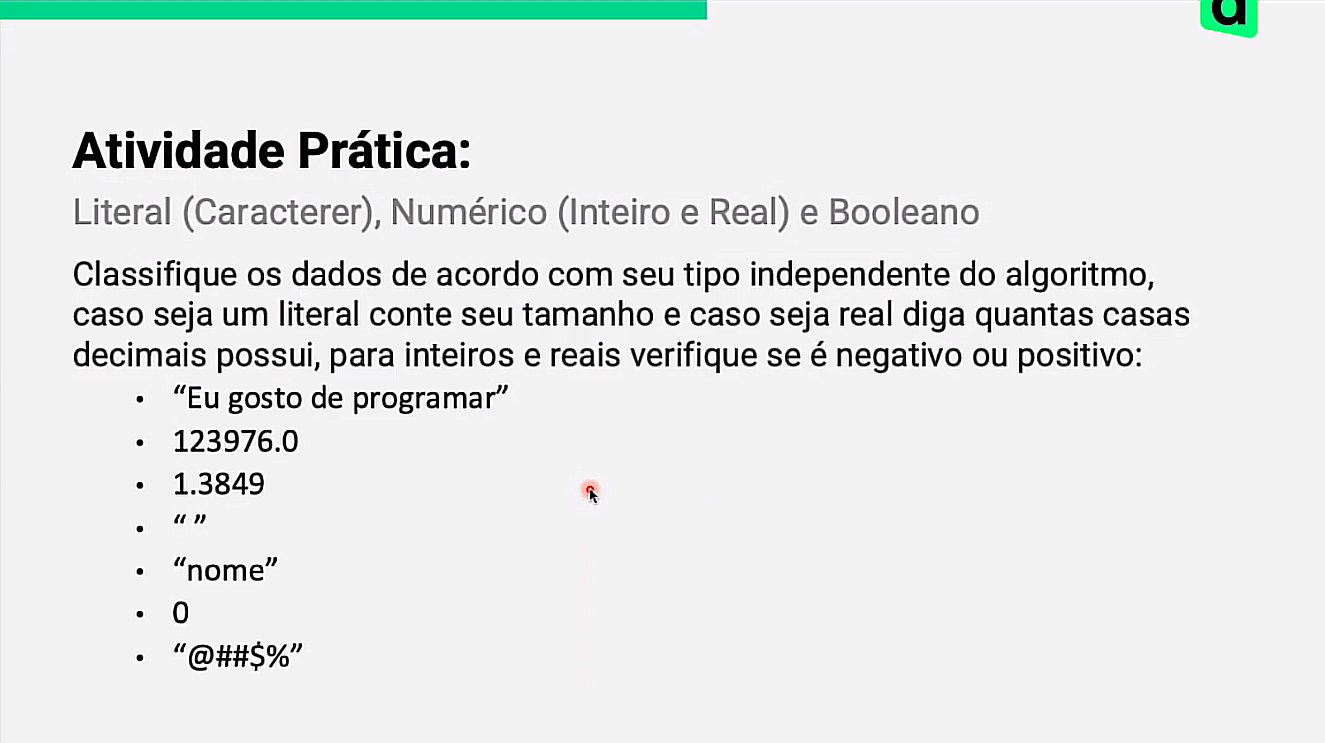 Atividade Prática:
Literal (Caracterer), Numérico (Inteiro e Real) e Booleano
Classifique os dados de acordo com seu tipo independente do algoritmo,
caso seja um literal conte seu tamanho e caso seja real diga quantas casas
decimais possui, para inteiros e reais verifique se é negativo ou positivo:
• “Eu gosto de programar”
• 123976.0
• 1.3849
• “ ”
• “nome”
• 0
• “@##$%”